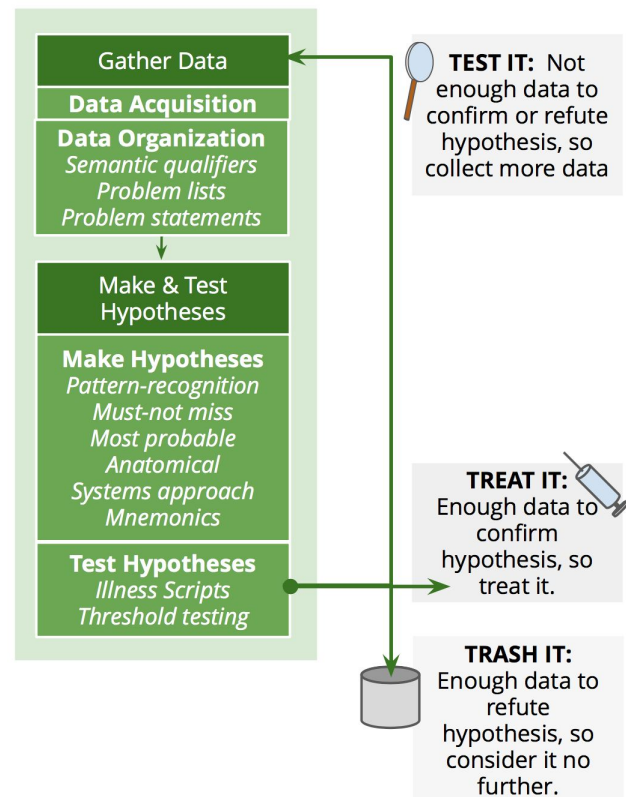 Gather Data
Data Acquisition
Data Organization
Semantic qualifiers
Problem lists
Problem statements
Make & Test
Hypotheses
Make Hypotheses
Pattern-recognition
Must-not miss
Most probable
Anatomical
Systems approach
Mnemonics
Test Hypotheses
Illness Scripts
Threshold testing
TEST IT: Not
enough data to
confirm or refute
hypothesis, so
collect more data
TREAT IT:
Enough data to
confirm
hypothesis, so
treat it.
TRASH IT:
Enough data to
refute
hypothesis, so
consider it no
further.